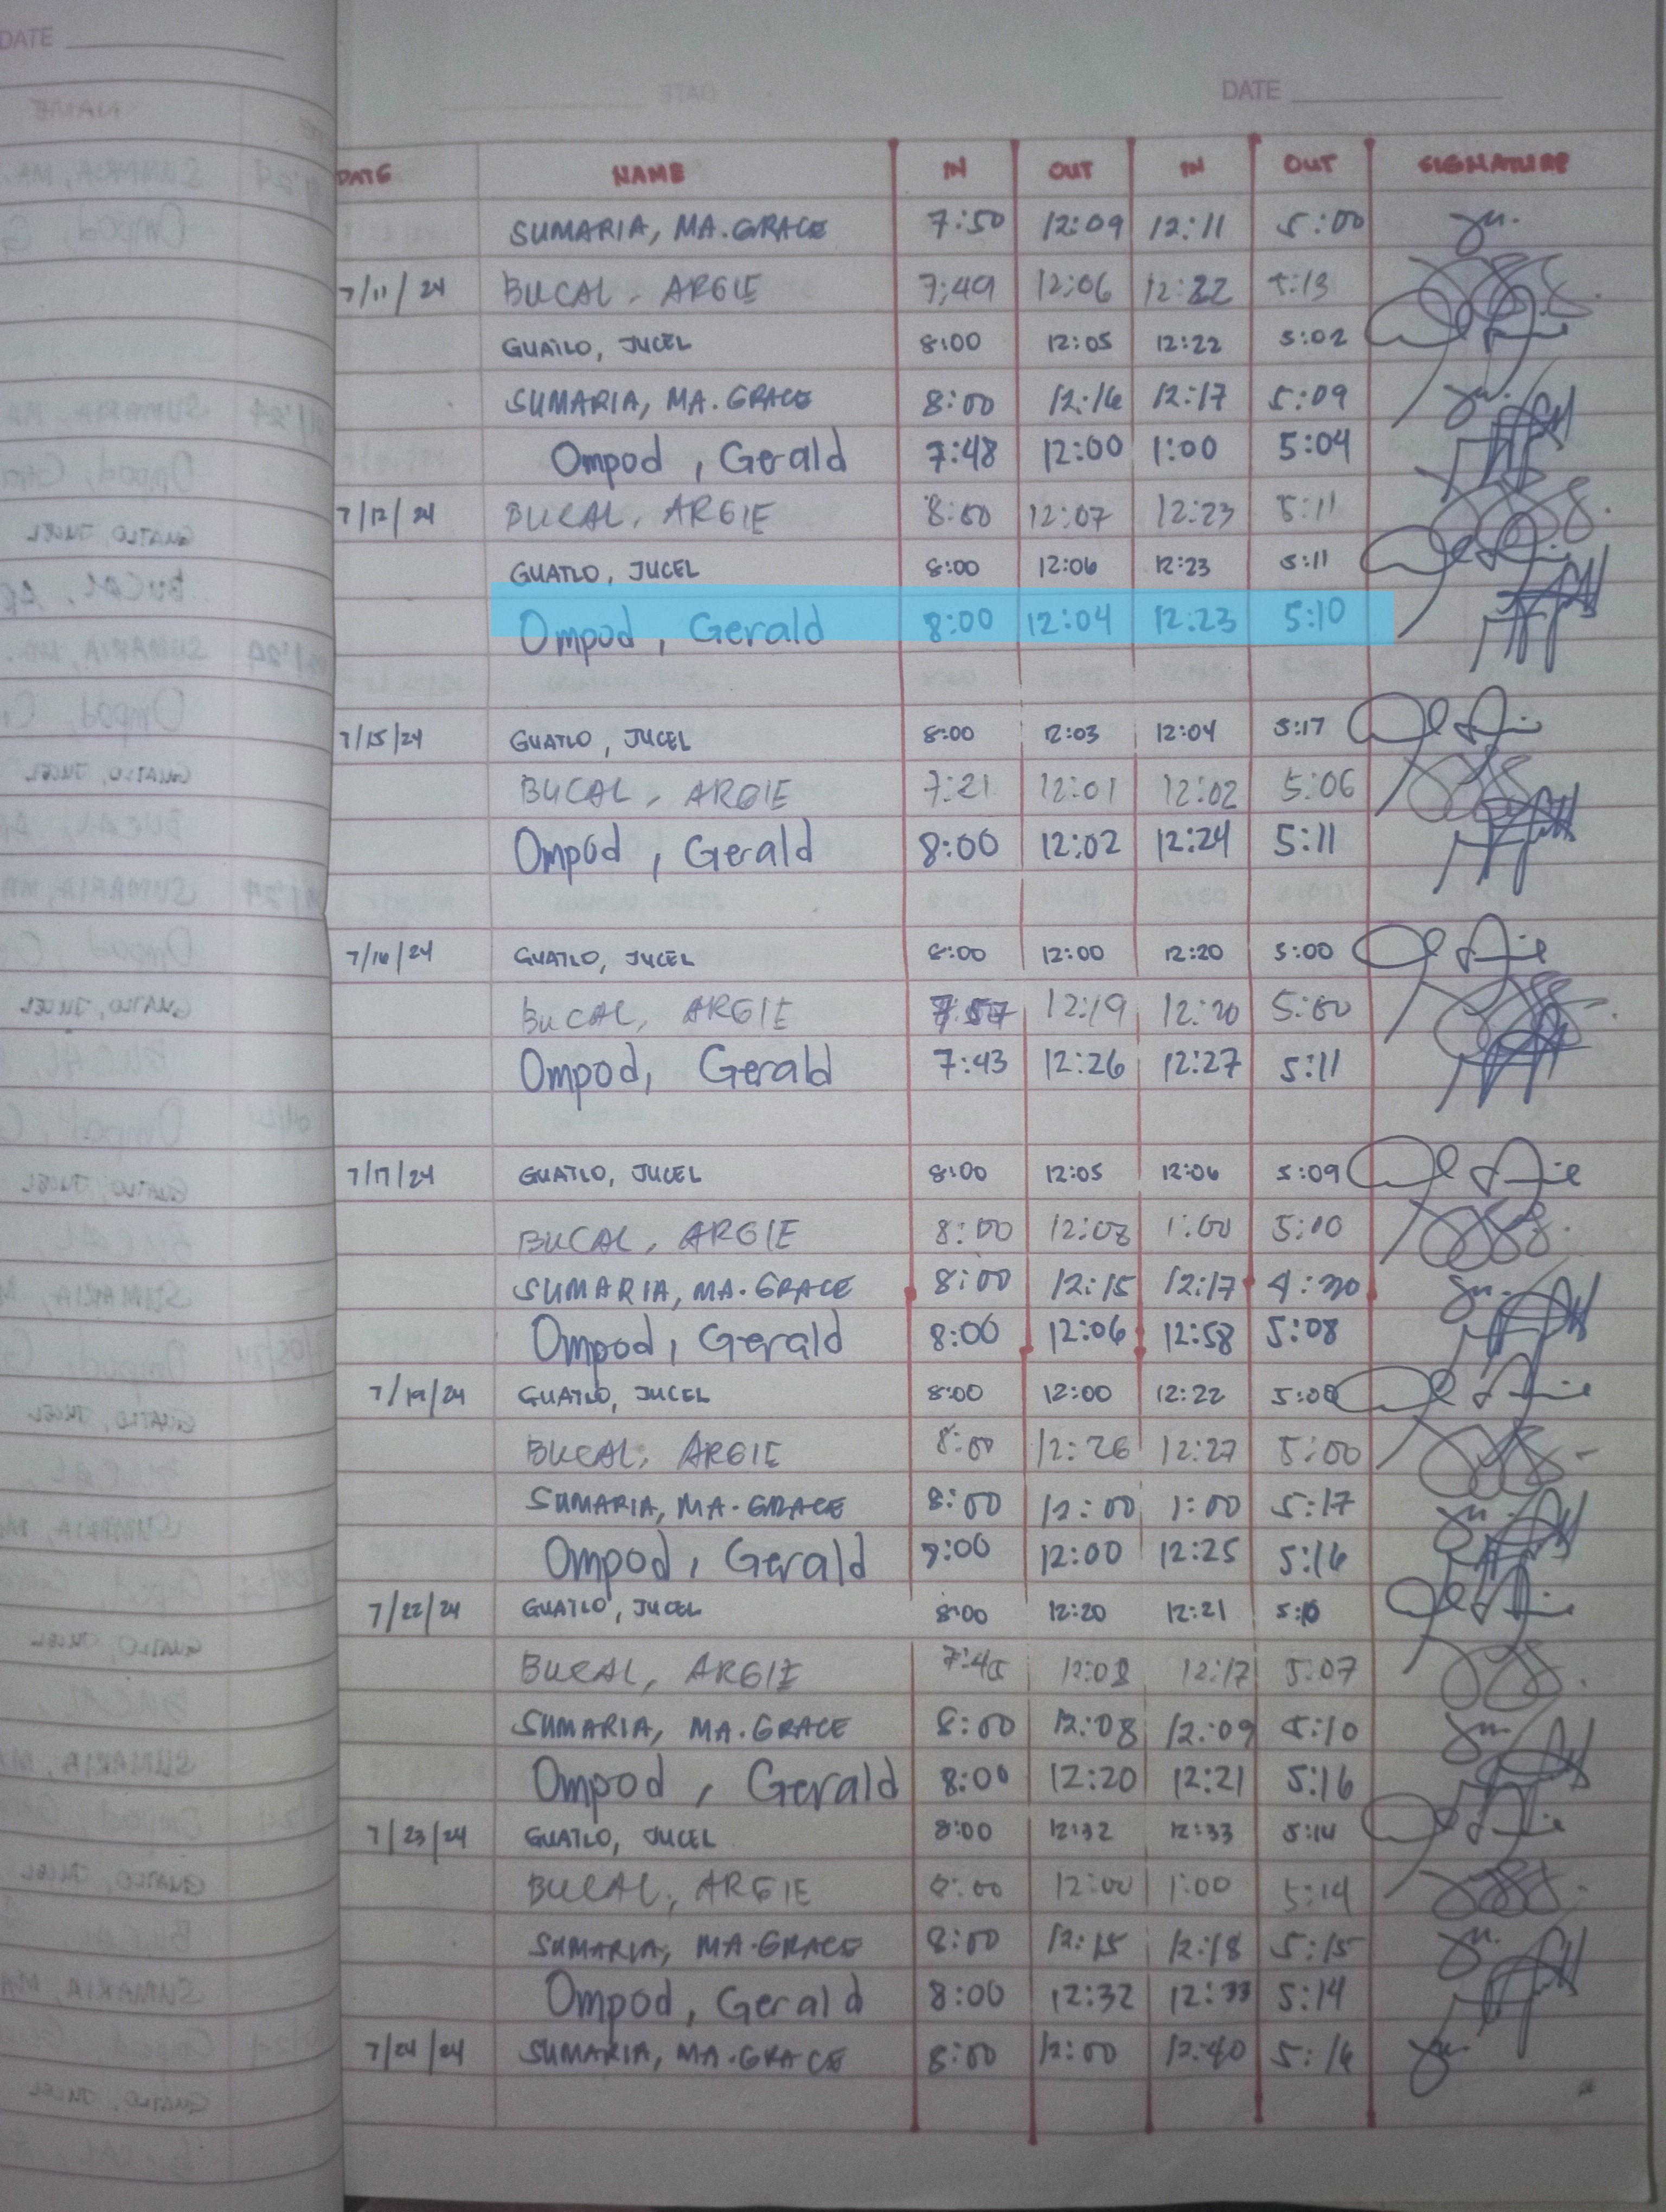 DATE
DATE
DATE NAME IN OUT IN OUT SIGNATURE
SUMARIA, MA. GRACE 7:50 12:09 12:11 5:00
7/11/24 BUCAL, ARGIE 7:49 12:06 12:22 5:13
GUATLO, JUCEL 8:00 12:05 12:22 5:02
SUMARIA, MA. GRACE 8:00 12:16 12:17 5:09
Ompod, Gerald 7:48 12:00 1:00 5:04
7/12/24 BUCAL, ARGIE 8:00 12:07 12:23 5:11
GUATLO, JUCEL 8:00 12:06 12:23 5:11
Ompod, Gerald 8:00 12:04 12:23 5:10
7/15/24 GUATLO, JUCEL 8:00 12:03 12:04 5:17
BUCAL, ARGIE 7:21 12:01 12:02 5:06
Ompod, Gerald 8:00 12:02 12:24 5:11
7/16/24 GUATLO, JUCEL 8:00 12:00 12:20 5:00
BUCAL, ARGIE 12:19 12:20 5:00
Ompod, Gerald 7:43 12:26 12:27 5:11
7/17/24 GUATLO, JUCEL 8:00 12:05 12:06 5:09
BUCAL, ARGIE 8:00 12:08 1:00 5:00
SUMARIA, MA. GRACE 8:00 12:15 12:17 4:30
Ompod, Gerald 8:00 12:06 12:58 5:08
7/19/24 GUATLO, JUCEL 8:00 12:00 12:22
BUCAL, ARGIE 8:00 12:26 12:27 5:00
SUMARIA, MA. GRACE 8:00 12:00 1:00 5:17
Ompod, Gerald 12:00 12:25 5:16
7/22/24 GUATLO, JUCEL 8:00 12:20 12:21
BUCAL, ARGIE 7:45 12:08 12:17 5:07
SUMARIA, MA. GRACE 8:00 12:08 12:09 5:10
Ompod, Gerald 8:00 12:20 12:21 5:16
7/23/24 GUATLO, JUCEL 8:00 12:32 12:33 5:14
BUCAL, ARGIE 8:00 12:00 1:00 5:14
SUMARIA, MA. GRACE 8:00 12:15 12:18 5:15
Ompod, Gerald 8:00 12:32 12:33 5:14
7/24/24 SUMARIA, MA. GRACE 8:00 12:00 12:40 5:16